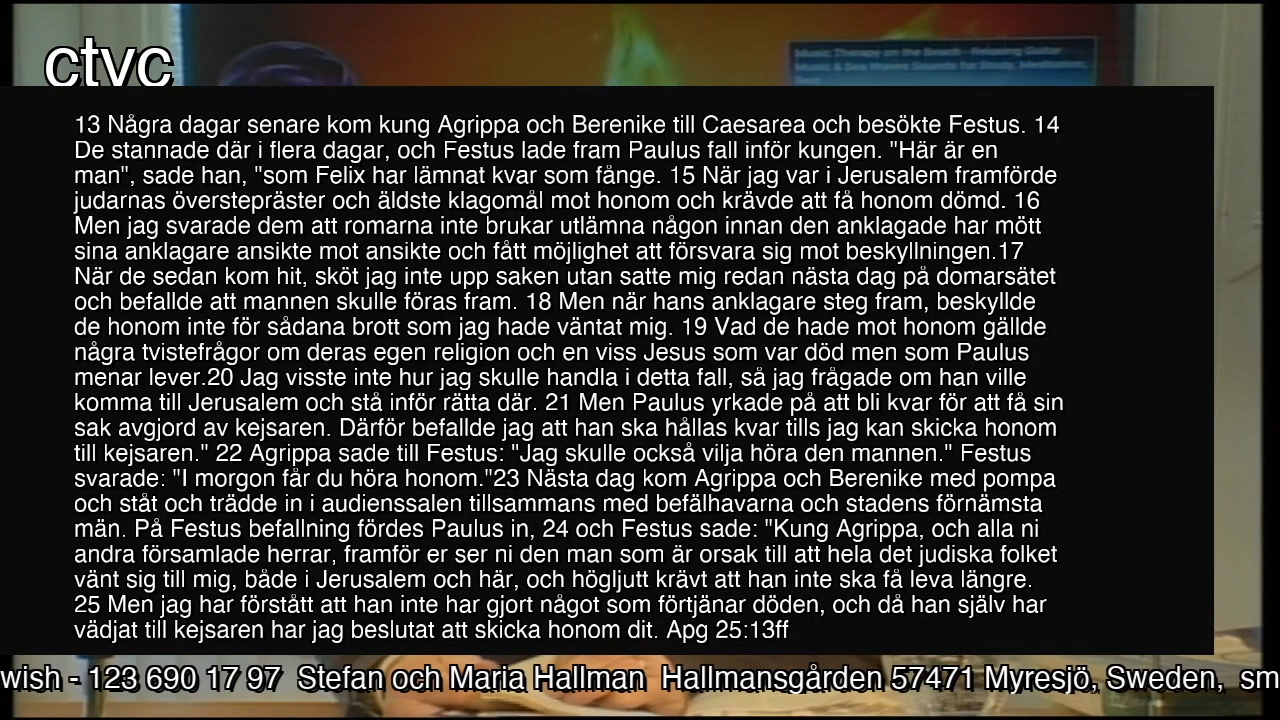 ctvc
Music Therapy on the Beach - Relaxing Guitar
Music & Sea Waves Sounds for Study, Meditation,
13 Några dagar senare kom kung Agrippa och Berenike till Caesarea och besökte Festus. 14
De stannade där i flera dagar, och Festus lade fram Paulus fall inför kungen. "Här är en
man", sade han, "som Felix har lämnat kvar som fånge. 15 När jag var i Jerusalem framförde
judarnas överstepräster och äldste klagomål mot honom och krävde att få honom dömd. 16
Men jag svarade dem att romarna inte brukar utlämna någon innan den anklagade har mött
sina anklagare ansikte mot ansikte och fått möjlighet att försvara sig mot beskyllningen.17
När de sedan kom hit, sköt jag inte upp saken utan satte mig redan nästa dag på domarsätet
och befallde att mannen skulle föras fram. 18 Men när hans anklagare steg fram, beskyllde
de honom inte för sådana brott som jag hade väntat mig. 19 Vad de hade mot honom gällde
några tvistefrågor om deras egen religion och en viss Jesus som var död men som Paulus
menar lever.20 Jag visste inte hur jag skulle handla i detta fall, så jag frågade om han ville
komma till Jerusalem och stå inför rätta där. 21 Men Paulus yrkade på att bli kvar för att få sin
sak avgjord av kejsaren. Därför befallde jag att han ska hållas kvar tills jag kan skicka honom
till kejsaren." 22 Agrippa sade till Festus: "Jag skulle också vilja höra den mannen." Festus
svarade: "I morgon får du höra honom."23 Nästa dag kom Agrippa och Berenike med pompa
och ståt och trädde in i audienssalen tillsammans med befälhavarna och stadens förnämsta
män. På Festus befallning fördes Paulus in, 24 och Festus sade: "Kung Agrippa, och alla ni
andra församlade herrar, framför er ser ni den man som är orsak till att hela det judiska folket
vänt sig till mig, både i Jerusalem och här, och högljutt krävt att han inte ska få leva längre.
25 Men jag har förstått att han inte har gjort något som förtjänar döden, och då han själv har
vädjat till kejsaren har jag beslutat att skicka honom dit. Apg 25:13ff
wish - 123 690 17 97  Stefan och Maria Hallman  Hallmansgården 57471 Myresjö, Sweden,  sm